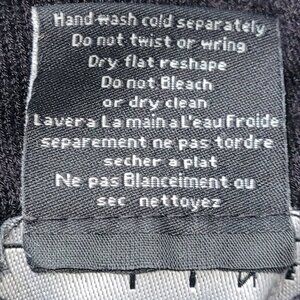 Hand wash cold separately
Do not twist or wring
Dry flat reshape
Do not Bleach
or dry clean
Lavera La main a L'eau Froide
separement ne pas tordre
secher a plat
Ne pas Blanceiment ou
sec nettoyez